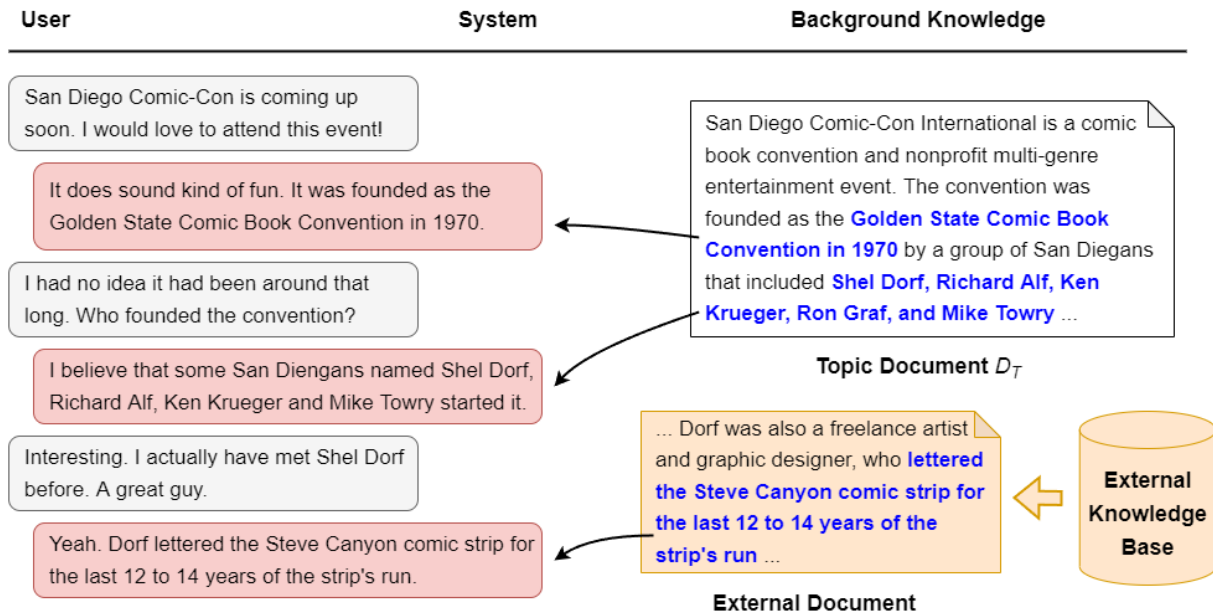 User
System
Background Knowledge
San Diego Comic-Con is coming up
soon. I would love to attend this event!
It does sound kind of fun. It was founded as the
Golden State Comic Book Convention in 1970.
I had no idea it had been around that
long. Who founded the convention?
I believe that some San Diengans named Shel Dorf,
Richard Alf, Ken Krueger and Mike Towry started it.
Interesting. I actually have met Shel Dorf
before. A great guy.
Yeah. Dorf lettered the Steve Canyon comic strip for
the last 12 to 14 years of the strip's run.
San Diego Comic-Con International is a comic
book convention and nonprofit multi-genre
entertainment event. The convention was
founded as the Golden State Comic Book
Convention in 1970 by a group of San Diegans
that included Shel Dorf, Richard Alf, Ken
Krueger, Ron Graf, and Mike Towry ...
Topic Document D_T
... Dorf was also a freelance artist
and graphic designer, who lettered
the Steve Canyon comic strip for
the last 12 to 14 years of the
strip's run ...
External Document
External
Knowledge
Base